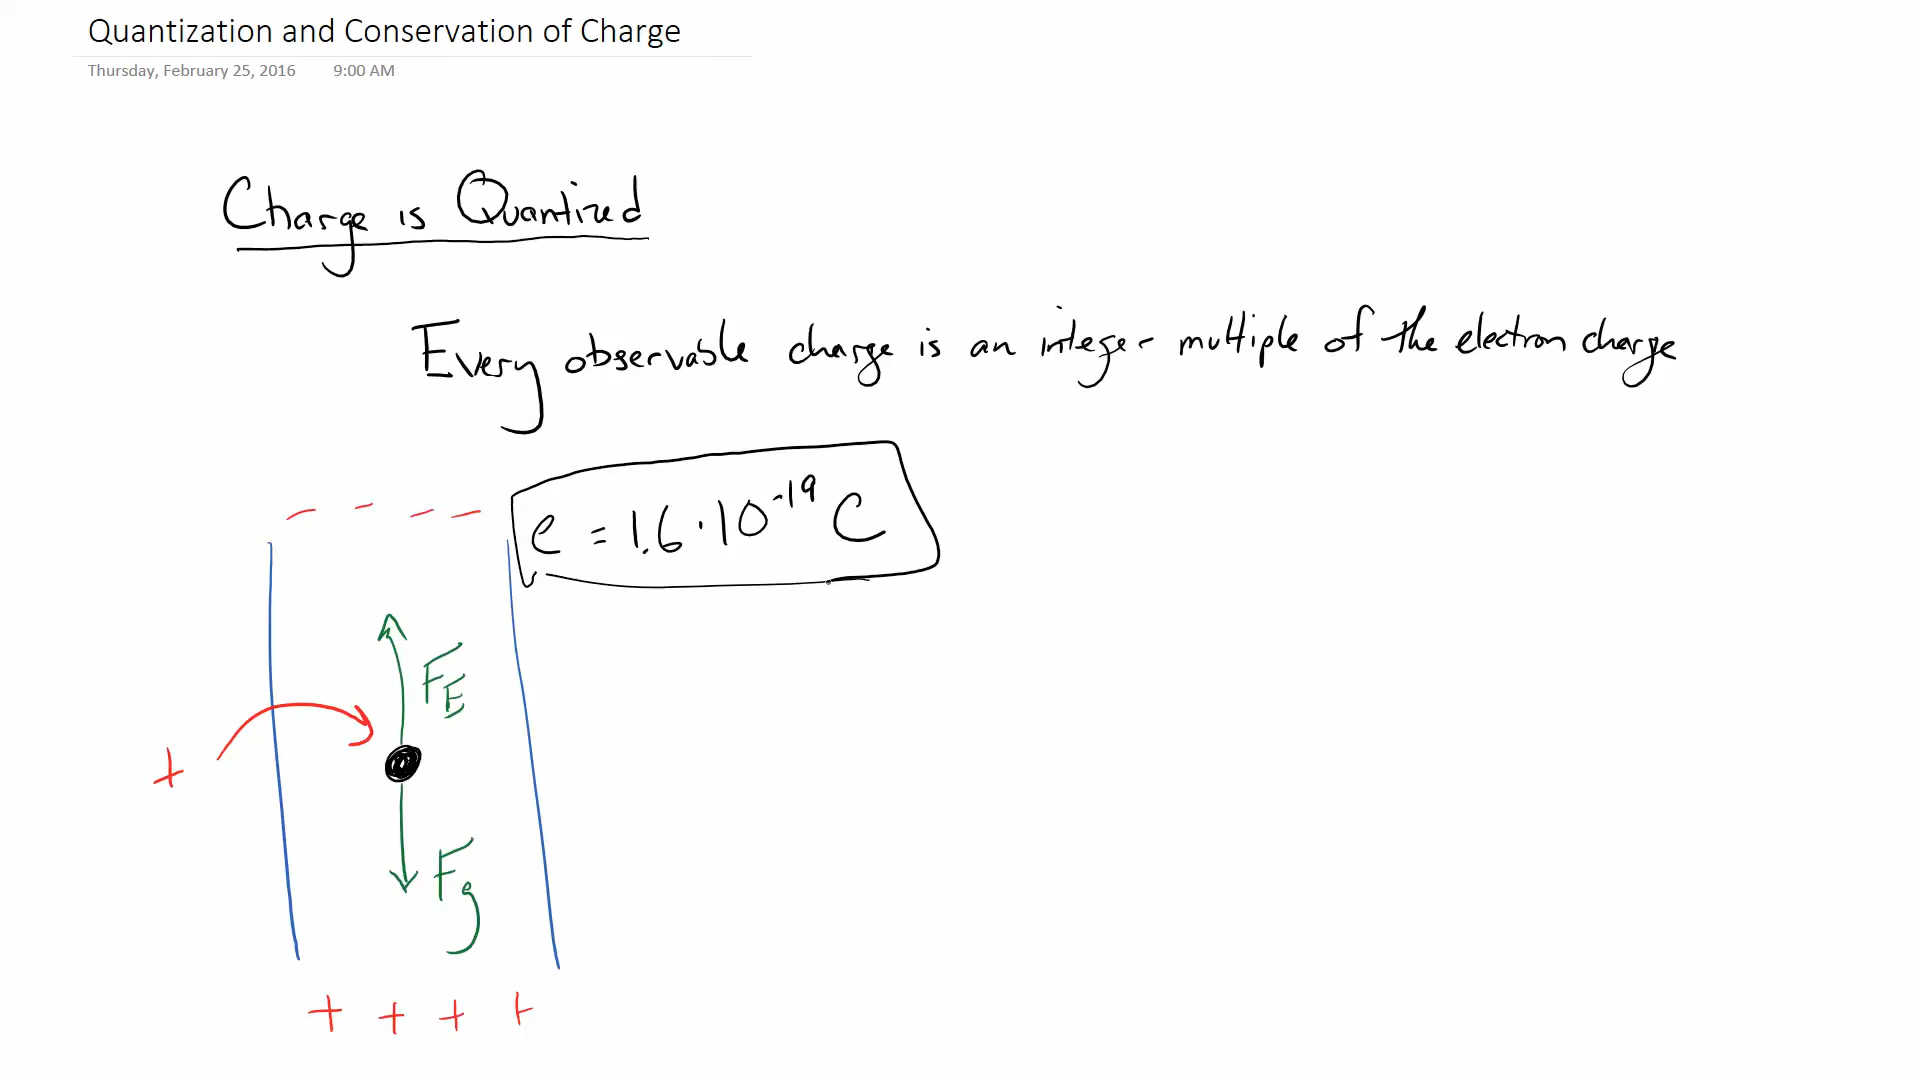 Quantization and Conservation of Charge
Thursday, February 25, 2016 9:00 AM
Charge is Quantized
Every observable charge is an integer multiple of the electron charge
- - - -
e = 1.6 · 10⁻¹⁹ C
F_E
+
F_g
+ + + +